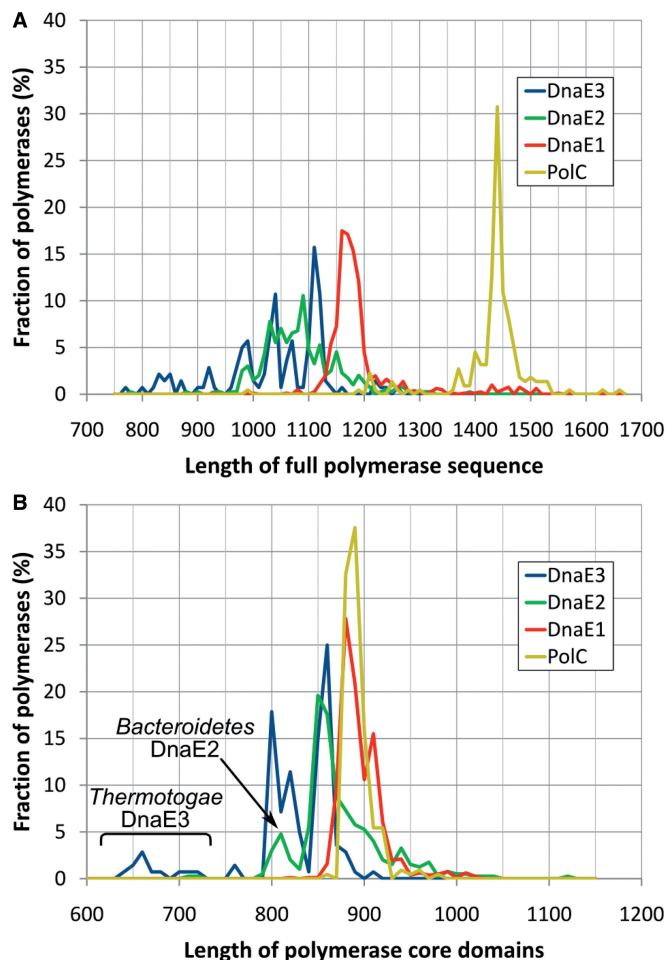 A
Fraction of polymerases (%)
40
35
30
25
20
15
10
5
0
DnaE3
DnaE2
DnaE1
PolC
700 800 900 1000 1100 1200 1300 1400 1500 1600 1700
Length of full polymerase sequence
B
Fraction of polymerases (%)
40
35
30
25
20
15
10
5
0
DnaE3
DnaE2
DnaE1
PolC
Bacteroidetes
DnaE2
Thermotogae
DnaE3
600 700 800 900 1000 1100 1200
Length of polymerase core domains